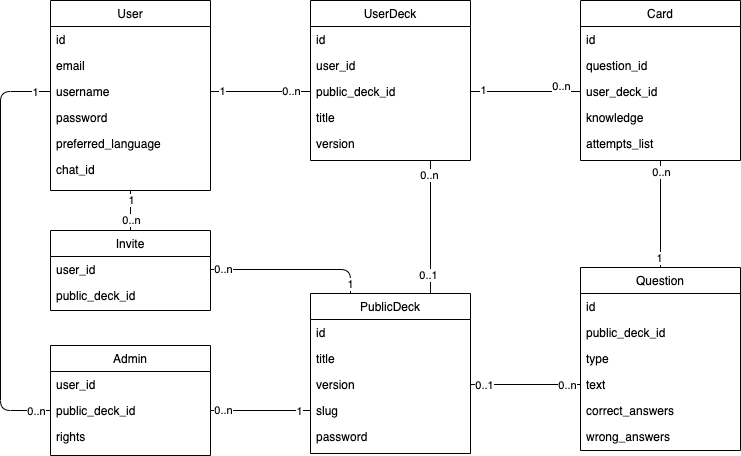 User
id
email
username
password
preferred_language
chat_id
UserDeck
id
user_id
public_deck_id
title
version
Card
id
question_id
user_deck_id
knowledge
attempts_list
1
1
0..n
1
0..n
1
0..n
0..n
0..1
0..n
1
Invite
user_id
public_deck_id
0..n
1
Admin
user_id
public_deck_id
rights
0..n
0..n
1
PublicDeck
id
title
version
slug
password
0..1
0..n
Question
id
public_deck_id
type
text
correct_answers
wrong_answers